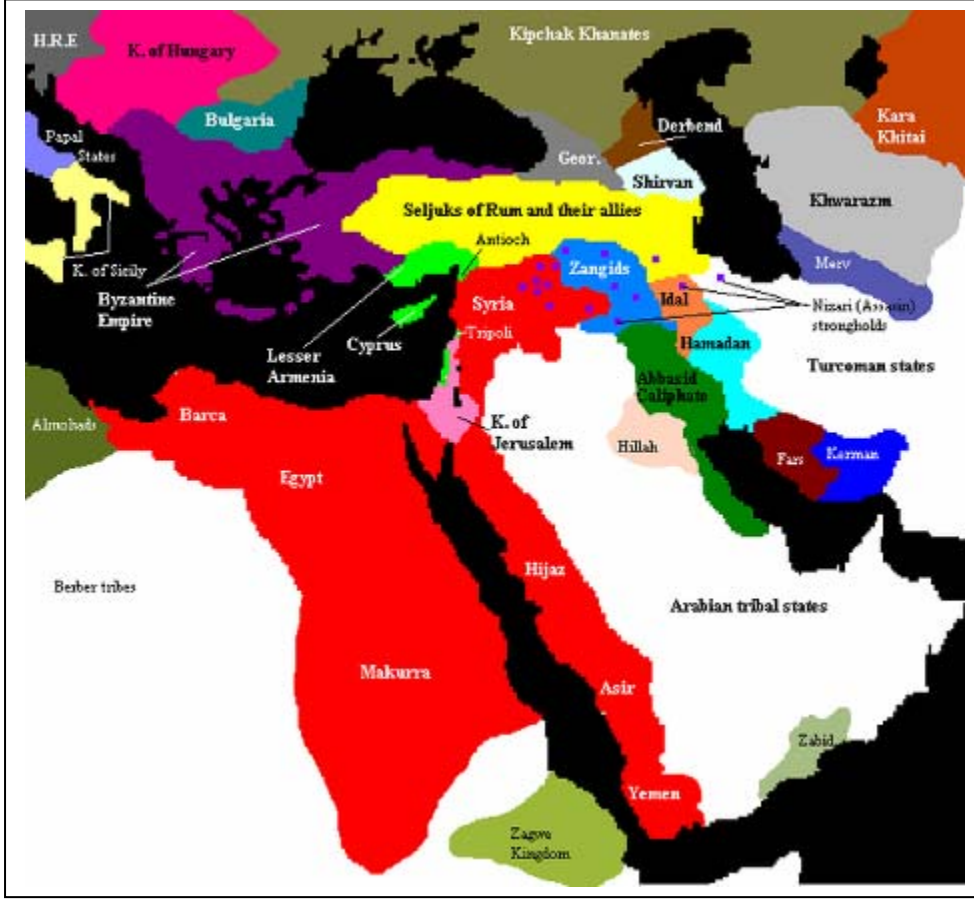 H.R.E
K. of Hungary
Kipchak Khanates
Bulgaria
Derbend
Kara
Khitai
Papal
States
Geor.
Shirvan
Khwarazm
Seljuks of Rum and their allies
K. of Sicily
Antioch
Merv
Byzantine
Empire
Zangids
Syria
Idal
Nizari (Assasin)
strongholds
Tripoli
Cyprus
Lesser
Armenia
Hamadan
Turcoman states
Abbasid
Caliphate
Almohads
Barca
K. of
Jerusalem
Hillah
Fars
Kerman
Egypt
Berber tribes
Hijaz
Arabian tribal states
Makurra
Asir
Zabid
Yemen
Zagwe
Kingdom